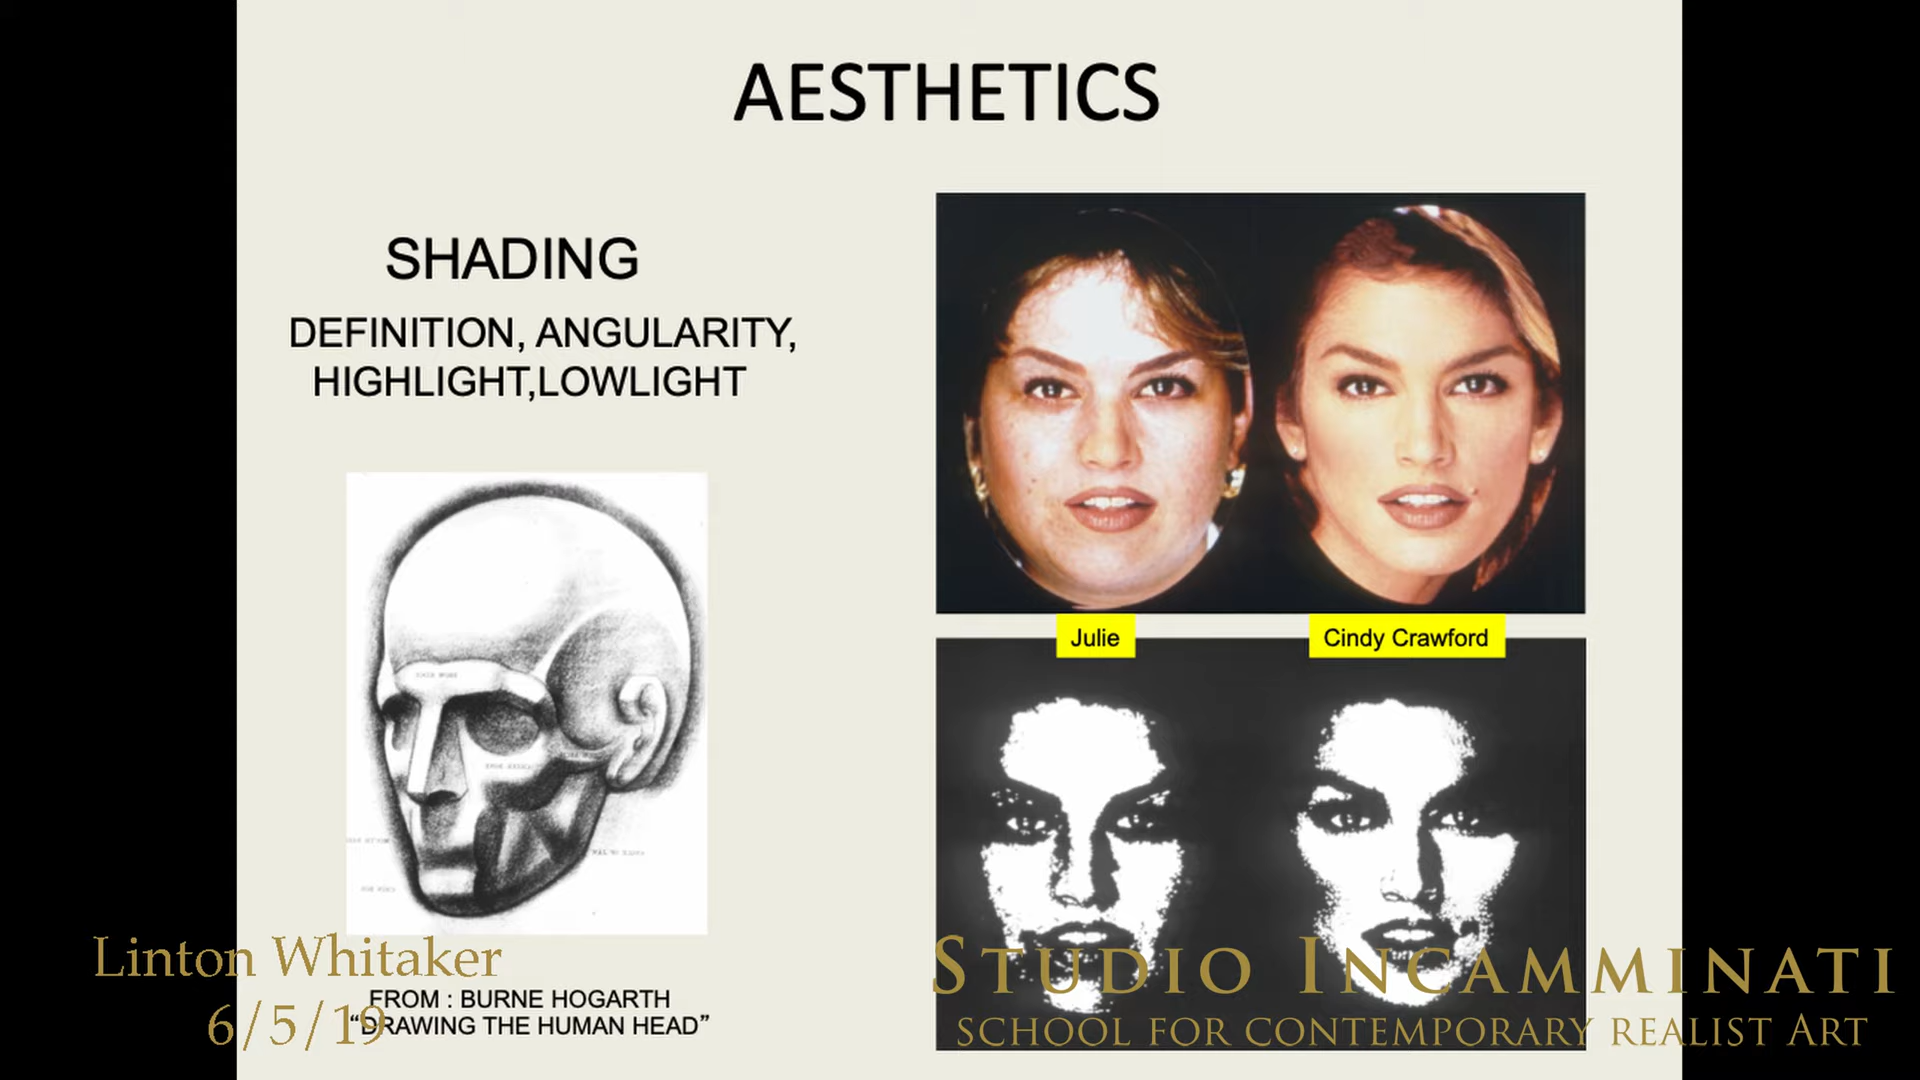 AESTHETICS
SHADING
DEFINITION, ANGULARITY,
HIGHLIGHT,LOWLIGHT
Julie
Cindy Crawford
FROM : BURNE HOGARTH
“DRAWING THE HUMAN HEAD”
Linton Whitaker
6/5/19
STUDIO INCAMMINATI
SCHOOL FOR CONTEMPORARY REALIST ART